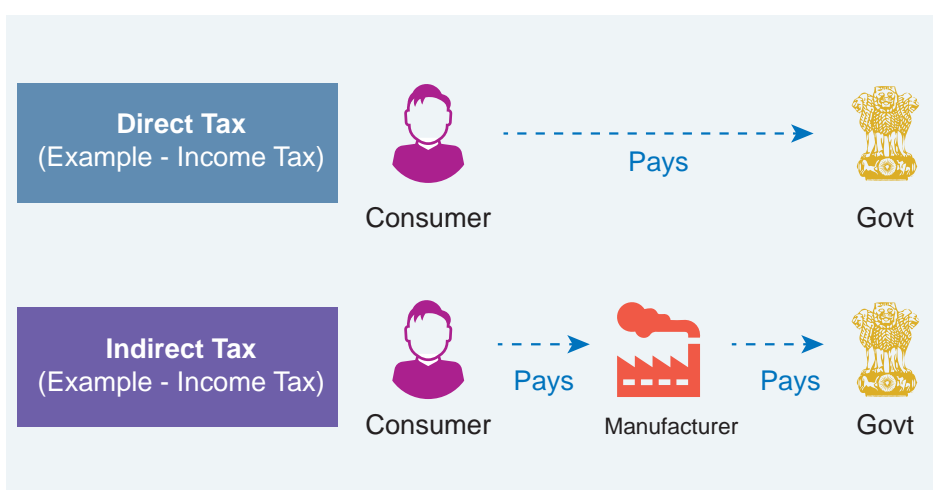 Direct Tax
(Example - Income Tax)
Pays
Consumer
Govt
Indirect Tax
(Example - Income Tax)
Pays
Pays
Consumer
Manufacturer
Govt